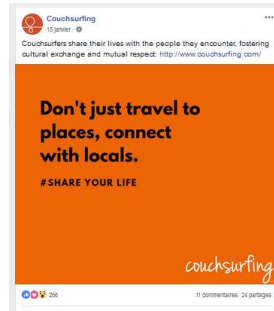 Couchsurfing
15 janvier
Couchsurfers share their lives with the people they encounter, fostering
cultural exchange and mutual respect: http://www.couchsurfing.com/
Don't just travel to
places, connect
with locals.
#SHARE YOUR LIFE
couchsurfing
266 11 commentaires 24 partages